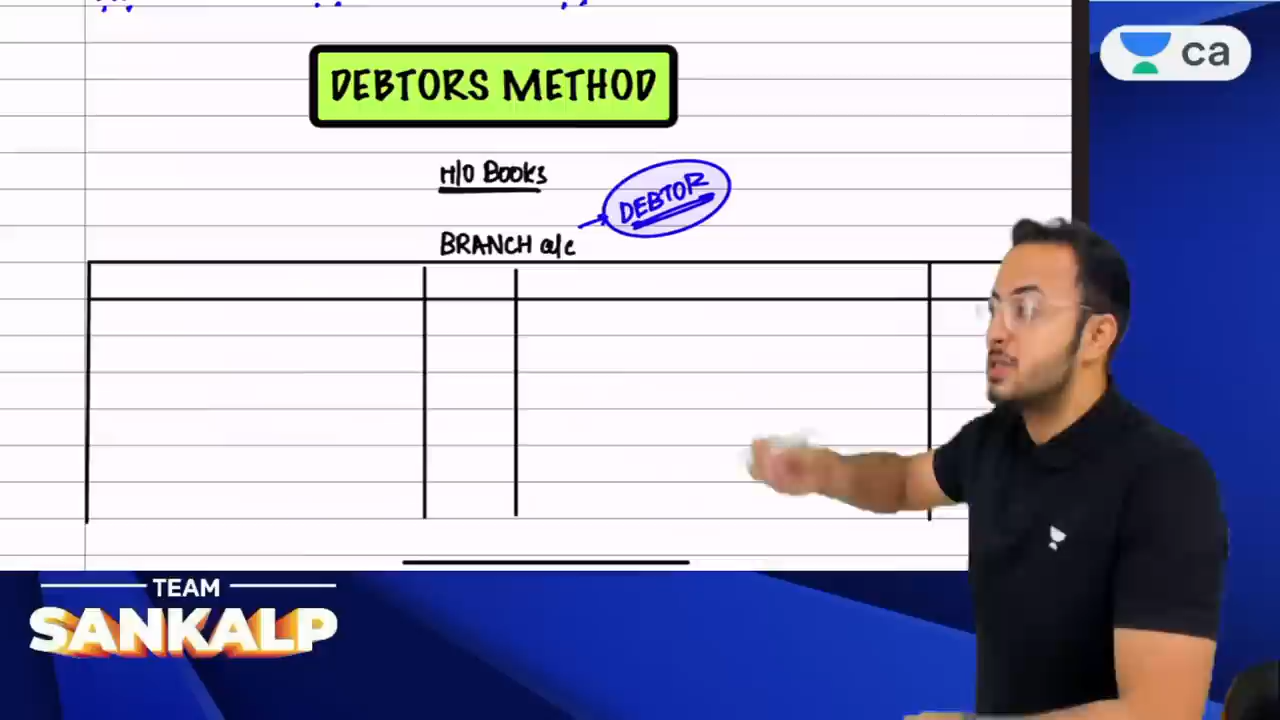 DEBTORS METHOD
ca
H/O Books
DEBTOR
BRANCH a/c
TEAM
SANKALP